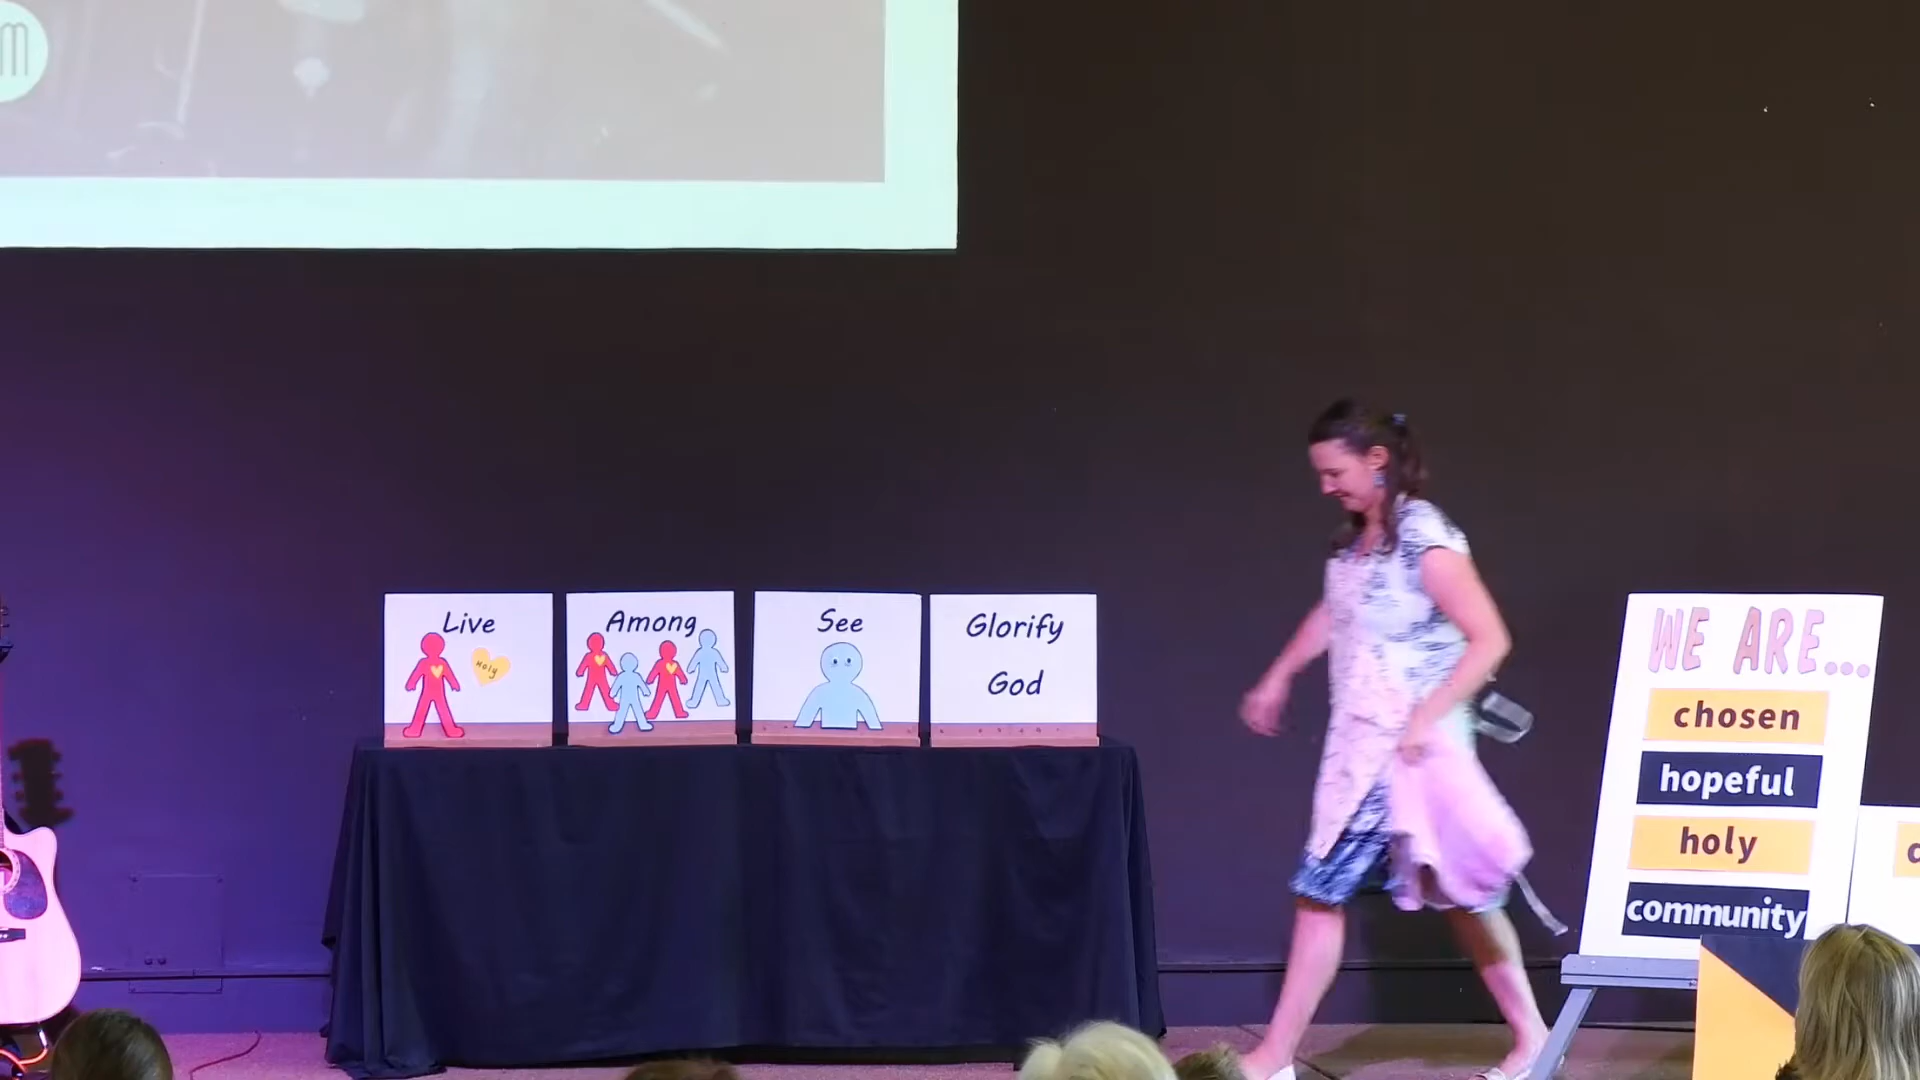 Live
Holy
Among
See
Glorify
God
WE ARE...
chosen
hopeful
holy
community